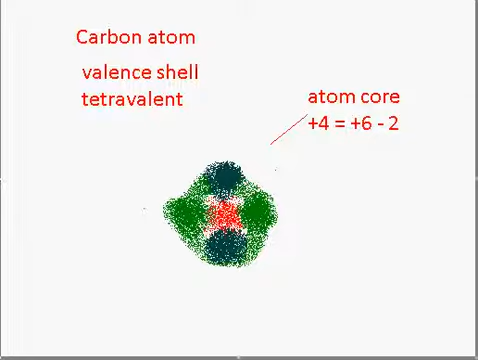 Carbon atom
valence shell
tetravalent
atom core
+4 = +6 - 2